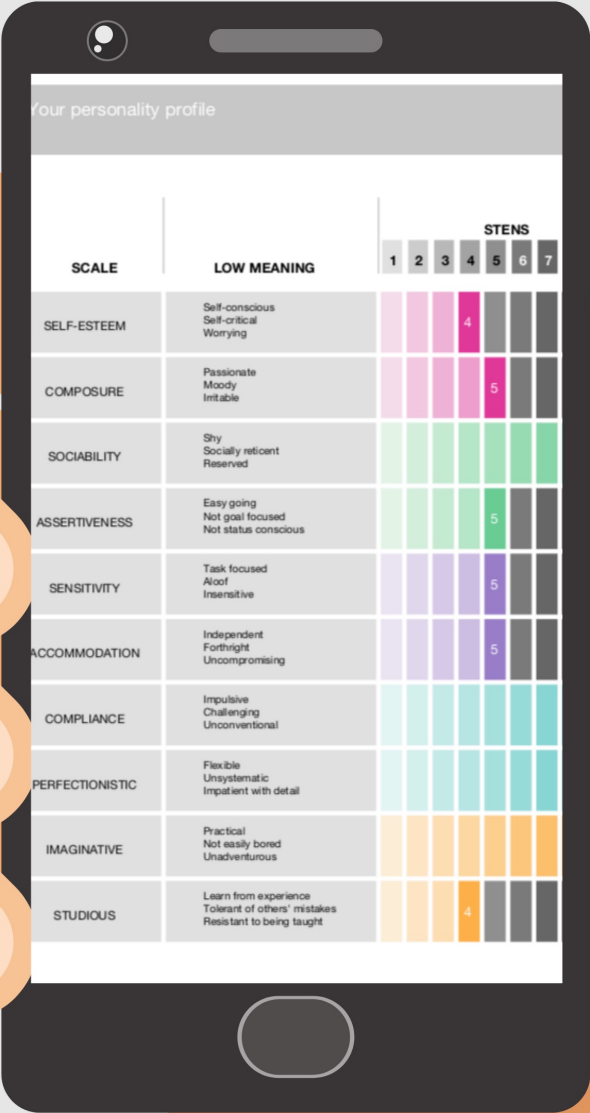 Your personality profile
STENS
SCALE LOW MEANING 1 2 3 4 5 6 7
SELF-ESTEEM
Self-conscious
Self-critical
Worrying
4
COMPOSURE
Passionate
Moody
Irritable
5
SOCIABILITY
Shy
Socially reticent
Reserved
ASSERTIVENESS
Easy going
Not goal focused
Not status conscious
5
SENSITIVITY
Task focused
Aloof
Insensitive
5
ACCOMMODATION
Independent
Forthright
Uncompromising
5
COMPLIANCE
Impulsive
Challenging
Unconventional
PERFECTIONISTIC
Flexible
Unsystematic
Impatient with detail
IMAGINATIVE
Practical
Not easily bored
Unadventurous
STUDIOUS
Learn from experience
Tolerant of others' mistakes
Resistant to being taught
4